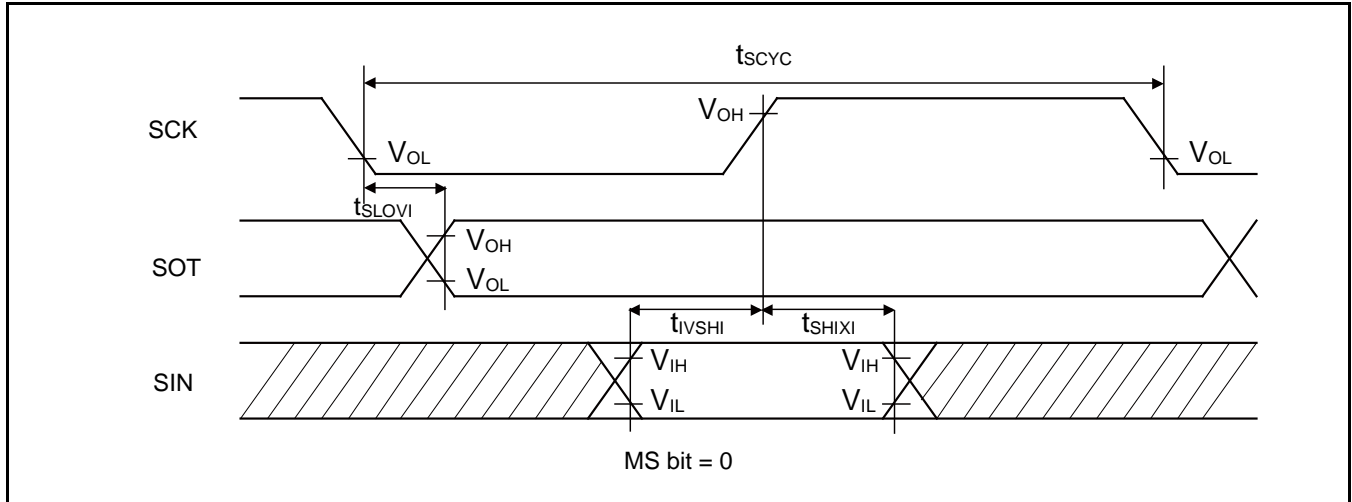 tSCYC
SCK
VOH
VOL
VOL
tSLOVI
SOT
VOH
VOL
tIVSHI
tSHIXI
SIN
VIH
VIH
VIL
VIL
MS bit = 0